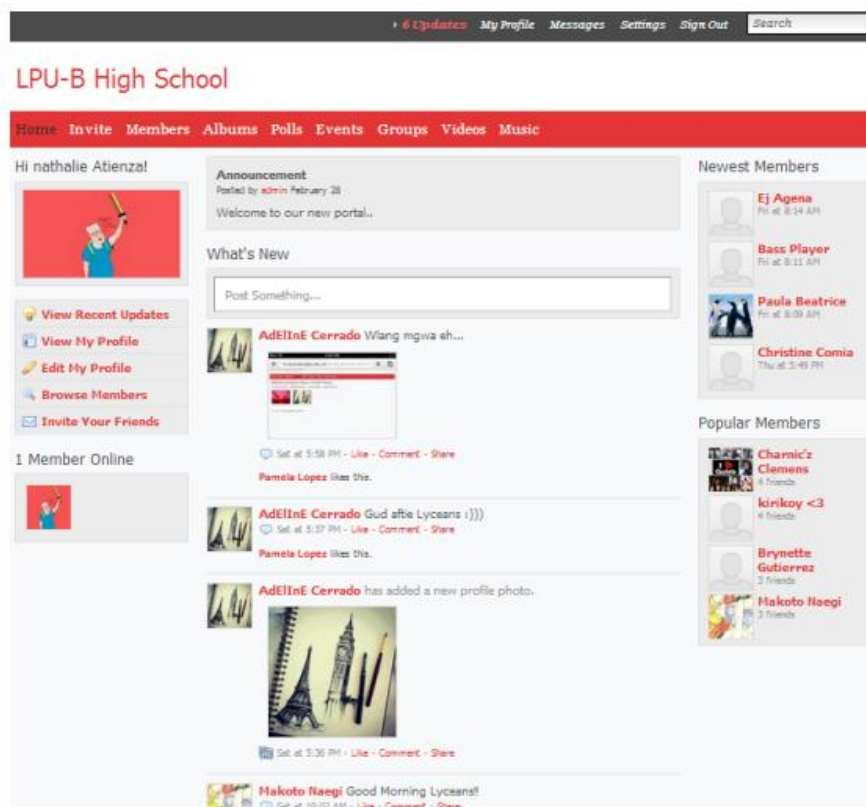 6 Updates My Profile Messages Settings Sign Out Search
LPU-B High School
Home Invite Members Albums Polls Events Groups Videos Music
Hi nathalie Atienza!
View Recent Updates
View My Profile
Edit My Profile
Browse Members
Invite Your Friends
1 Member Online
Announcement
Posted by admin February 28
Welcome to our new portal..
What's New
Post Something...
AdElInE Cerrado Wlang mgwa eh...
Sat at 5:58 PM - Like - Comment - Share
Pamela Lopez likes this.
AdElInE Cerrado Gud aftie Lyceans :)))
Sat at 5:37 PM - Like - Comment - Share
Pamela Lopez likes this.
AdElInE Cerrado has added a new profile photo.
Sat at 5:36 PM - Like - Comment - Share
Makoto Naegi Good Morning Lyceans!!
Sat at 10:02 AM - Like - Comment - Share
Newest Members
Ej Agena
Fri at 8:14 AM
Bass Player
Fri at 8:11 AM
Paula Beatrice
Fri at 8:09 AM
Christine Comia
Thu at 5:49 PM
Popular Members
Charnic'z
Clemens
4 friends
kirikoy <3
4 friends
Brynette
Gutierrez
3 friends
Makoto Naegi
3 friends